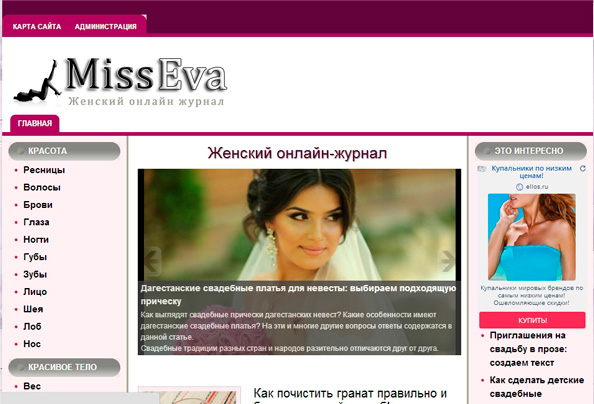 КАРТА САЙТА АДМИНИСТРАЦИЯ
MissEva
Женский онлайн журнал
ГЛАВНАЯ
КРАСОТА
Ресницы
Волосы
Брови
Глаза
Ногти
Губы
Зубы
Лицо
Шея
Лоб
Нос
КРАСИВОЕ ТЕЛО
Вес
Женский онлайн-журнал
Дагестанские свадебные платья для невесты: выбираем подходящую
прическу
Как выглядят свадебные прически дагестанских невест? Какие особенности имеют
дагестанские свадебные платья? На эти и многие другие вопросы ответы содержатся в
данной статье.
Свадебные традиции разных стран и народов разительно отличаются друг от друга.
Как почистить гранат правильно и
ЭТО ИНТЕРЕСНО
Купальники по низким
ценам!
ellos.ru
Купальники мировых брендов по
самым низким ценам!
Ошеломляющие скидки!
КУПИТЬ!
Приглашения на
свадьбу в прозе:
создаем текст
Как сделать детские
свадебные